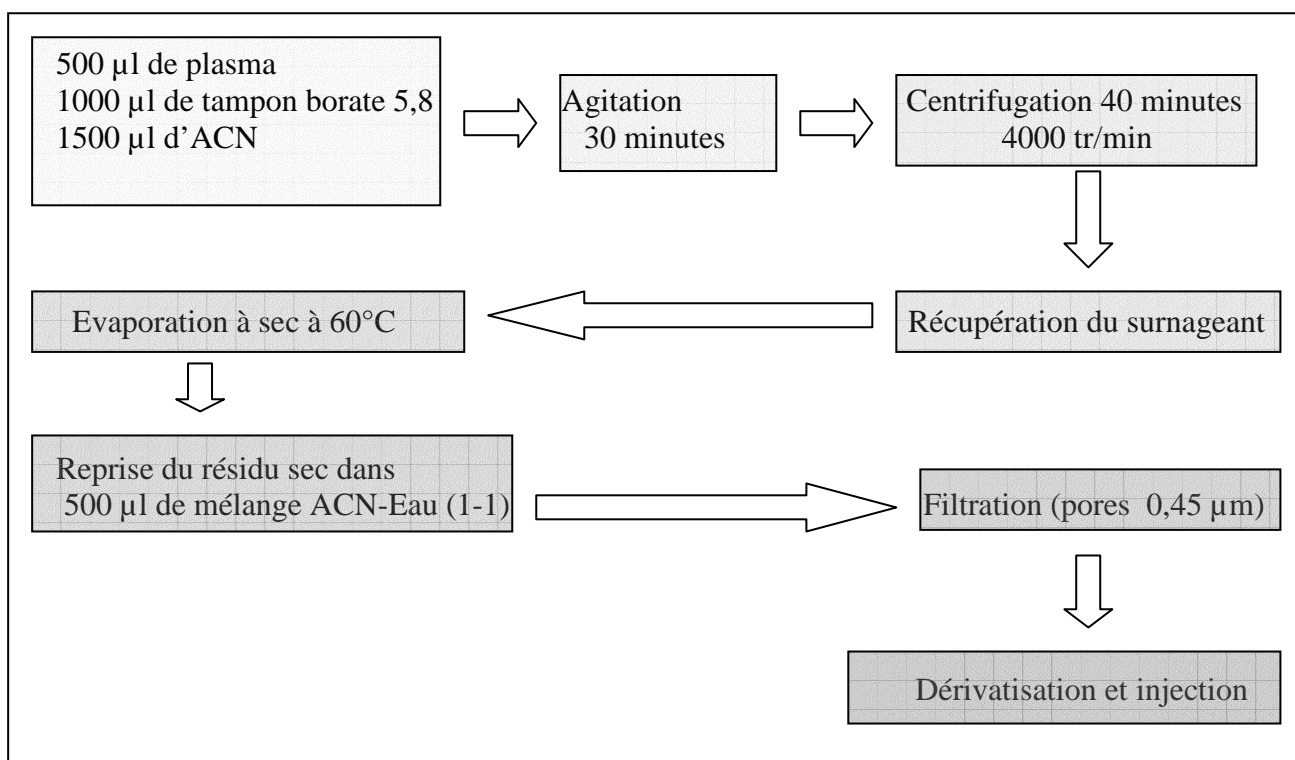 500 µl de plasma
1000 µl de tampon borate 5,8
1500 µl d’ACN
Agitation
30 minutes
Centrifugation 40 minutes
4000 tr/min
Récupération du surnageant
Evaporation à sec à 60°C
Reprise du résidu sec dans
500 µl de mélange ACN-Eau (1-1)
Filtration (pores 0,45 µm)
Dérivatisation et injection